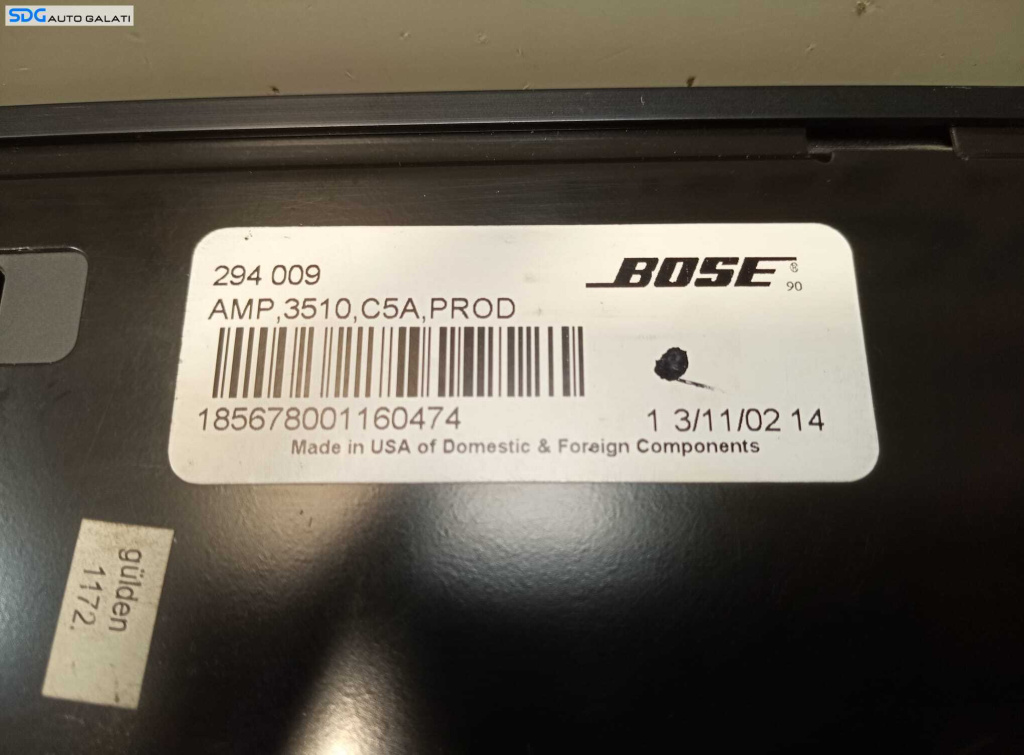 SDG AUTO GALATI
294 009
BOSE®
90
AMP,3510,C5A,PROD
185678001160474
1 3/11/02 14
Made in USA of Domestic & Foreign Components
gülden
1172.